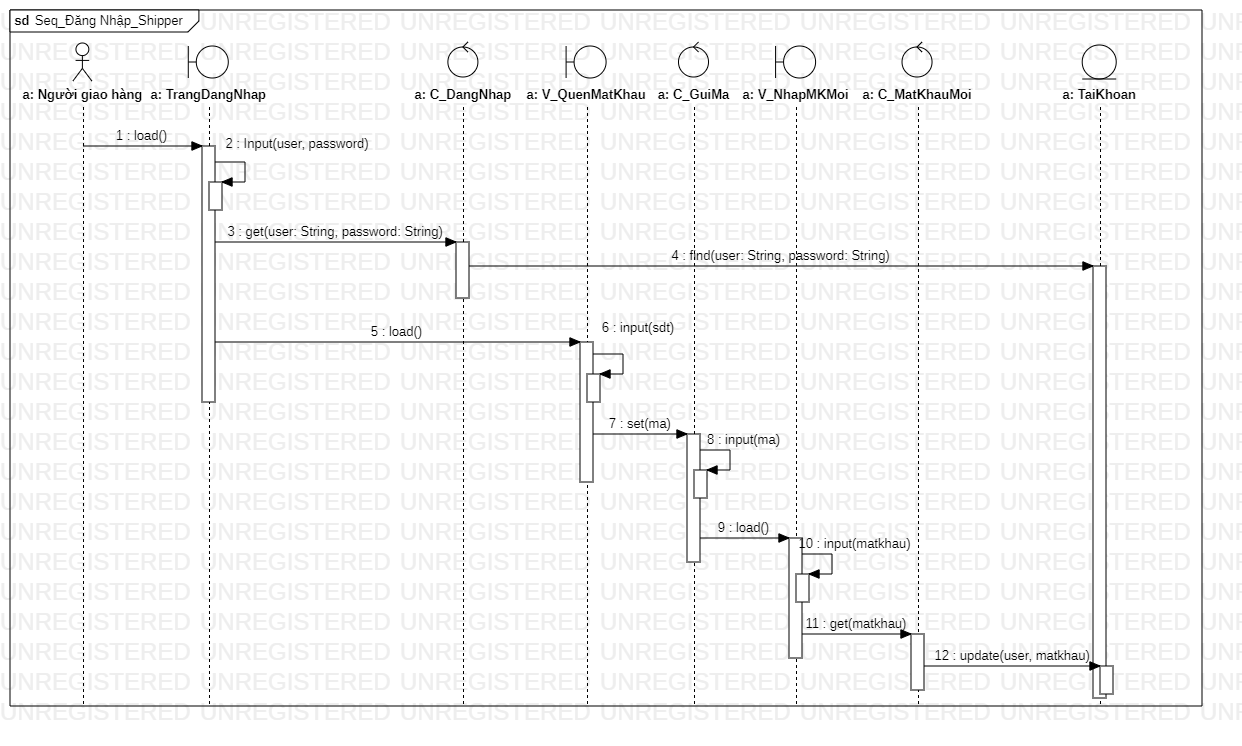 sd Seq_Đăng Nhập_Shipper
a: Người giao hàng a: TrangDangNhap a: C_DangNhap a: V_QuenMatKhau a: C_GuiMa a: V_NhapMKMoi a: C_MatKhauMoi a: TaiKhoan
1 : load()
2 : Input(user, password)
3 : get(user: String, password: String)
4 : find(user: String, password: String)
5 : load()
6 : input(sdt)
7 : set(ma)
8 : input(ma)
9 : load()
10 : input(matkhau)
11 : get(matkhau)
12 : update(user, matkhau)
UNREGISTERED